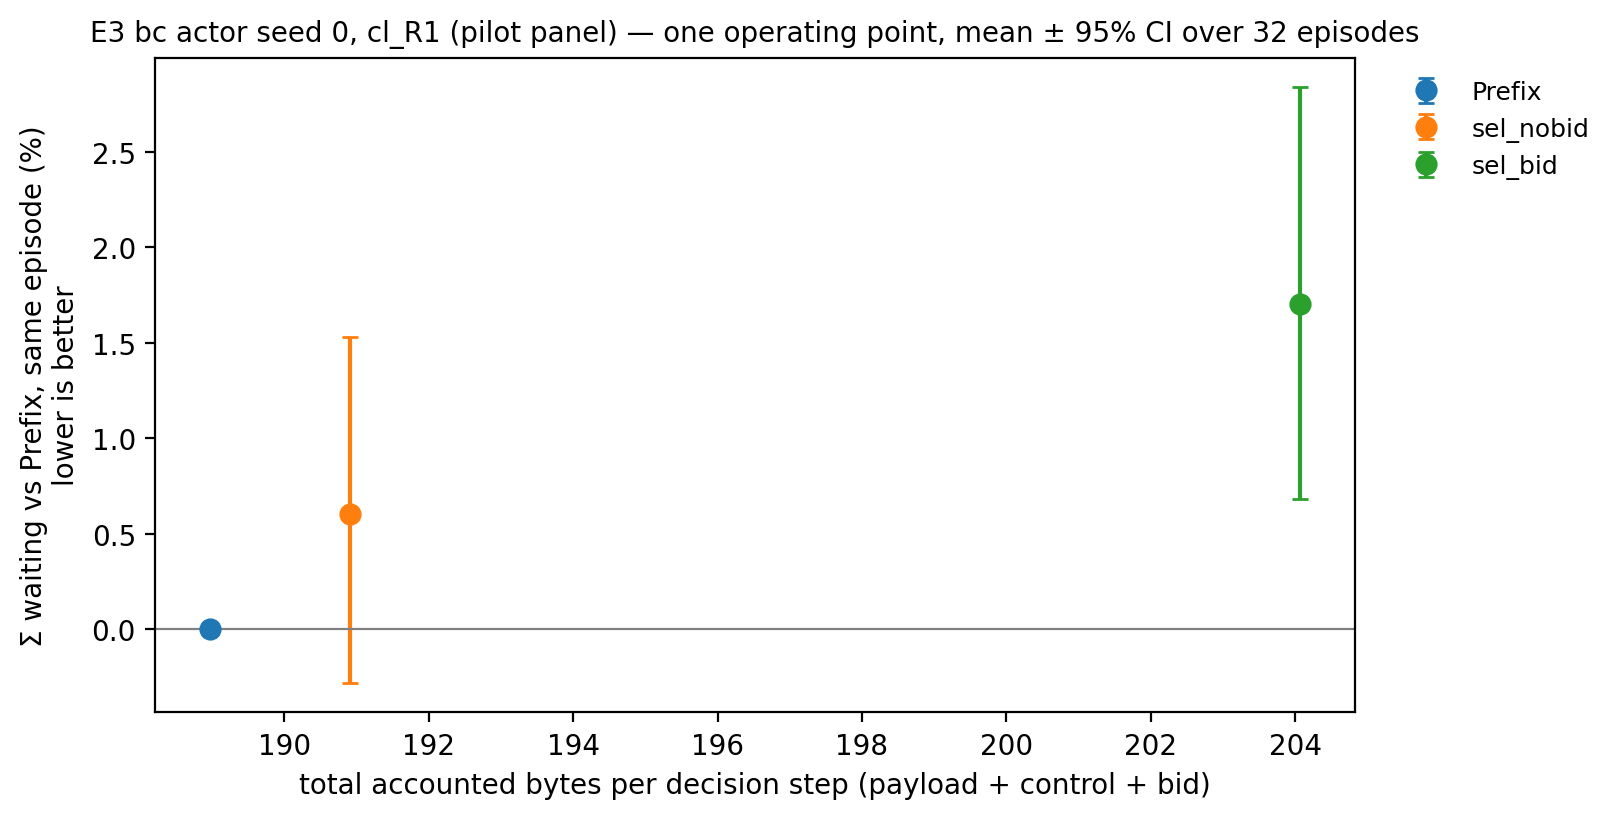 E3 bc actor seed 0, cl_R1 (pilot panel) — one operating point, mean ± 95% CI over 32 episodes
Σ waiting vs Prefix, same episode (%)
lower is better
2.5
2.0
1.5
1.0
0.5
0.0
190 192 194 196 198 200 202 204
total accounted bytes per decision step (payload + control + bid)
Prefix
sel_nobid
sel_bid